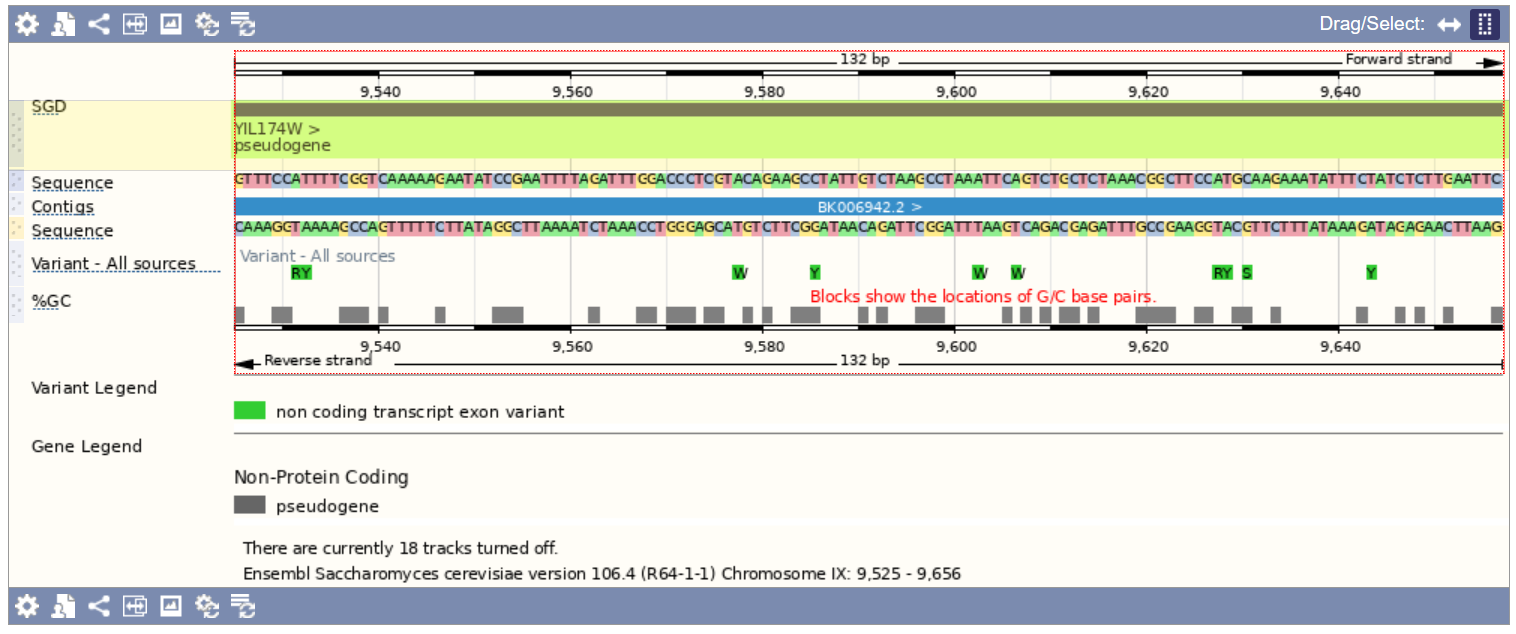 Drag/Select:
132 bp Forward strand
9,540 9,560 9,580 9,600 9,620 9,640
SGD
YIL174W >
pseudogene
Sequence GTTTCCATTTTCGGTCAAAAAGAATATCCGAATTTTAGATTTGGACCCTCGTACAGAAGCCTATTGTCTAAGCCTAAATTCAGTCTGCTCTAAACGGCTTCCATGCAAGAAATATTTCTATCTCTTGAATTC
Contigs BK006942.2 >
Sequence CAAAGGTAAAAGCCAGTTTTTCTTATAGGCTTAAAATCTAAACCTGGGAGCATGTCTTCGGATAACAGATTCGGATTTAAGTCAGACGAGATTTGCCGAAGGTACGTTCTTTATAAAGATAGAGAACTTAAG
Variant - All sources Variant - All sources
RY W Y W W RY S Y
%GC Blocks show the locations of G/C base pairs.
9,540 9,560 9,580 9,600 9,620 9,640
Reverse strand 132 bp
Variant Legend
non coding transcript exon variant
Gene Legend
Non-Protein Coding
pseudogene
There are currently 18 tracks turned off.
Ensembl Saccharomyces cerevisiae version 106.4 (R64-1-1) Chromosome IX: 9,525 - 9,656